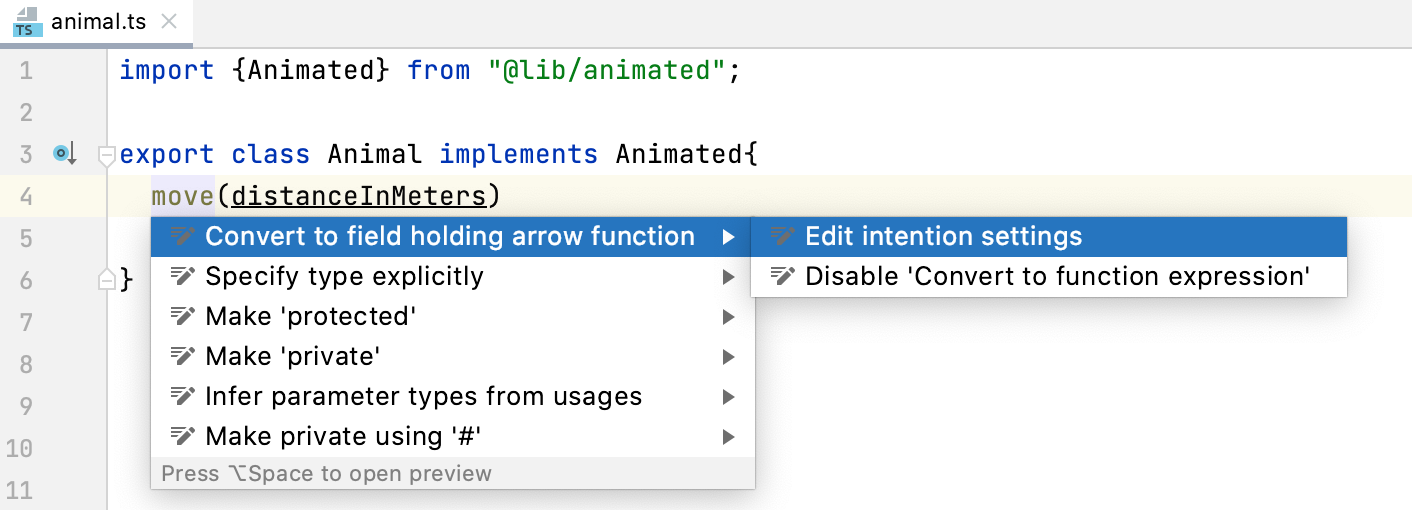 TS animal.ts
1 import {Animated} from "@lib/animated";
2
3 export class Animal implements Animated{
4 move(distanceInMeters)
5 Convert to field holding arrow function Edit intention settings
Specify type explicitly Disable 'Convert to function expression'
6 }
Make 'protected'
7
Make 'private'
8
Infer parameter types from usages
9
Make private using '#'
10
Press ⌥Space to open preview
11